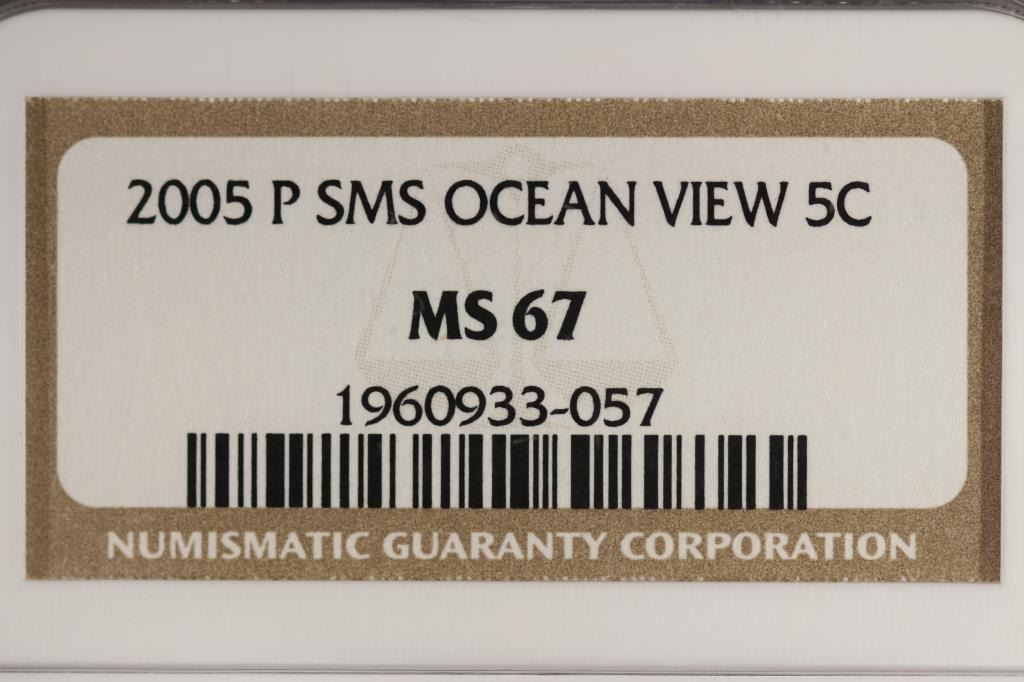 2005 P SMS OCEAN VIEW 5C
MS 67
1960933-057
NUMISMATIC GUARANTY CORPORATION